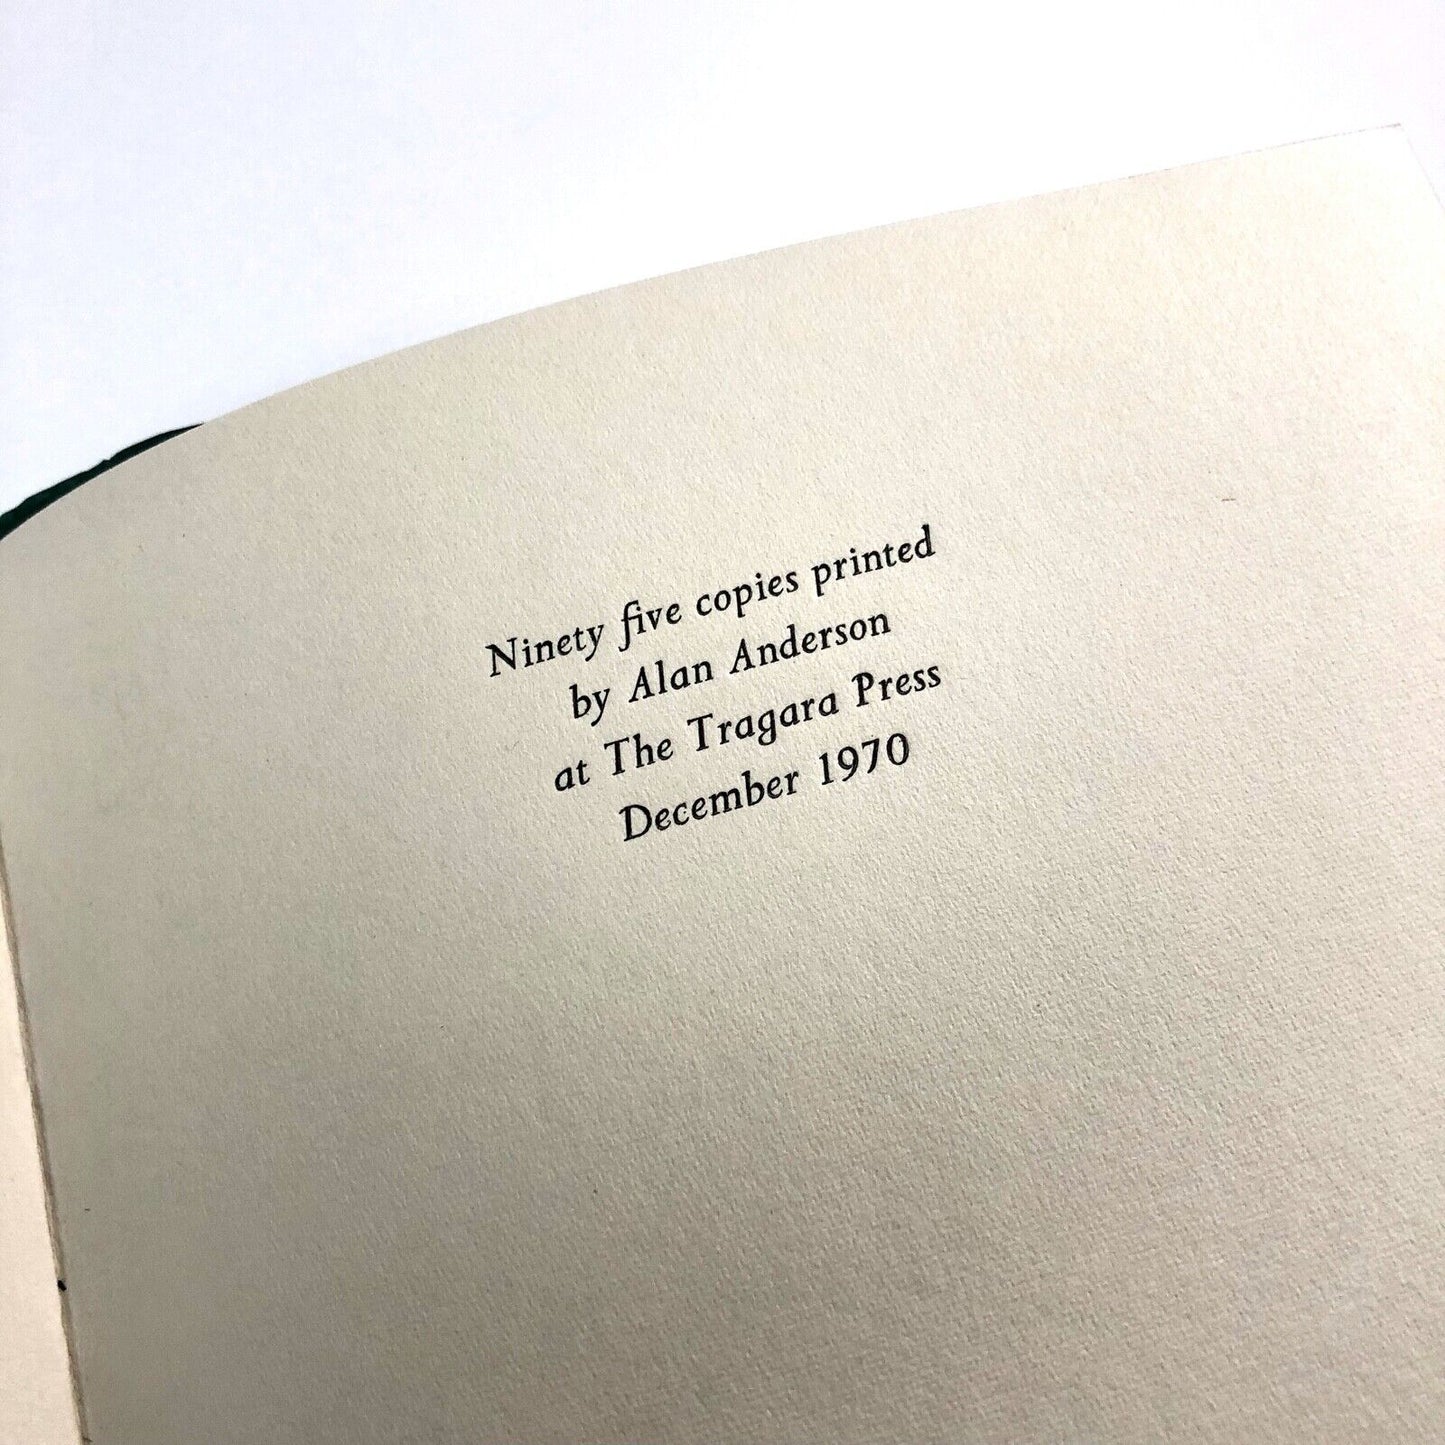 Ninety five copies printed
by Alan Anderson
at The Tragara Press
December 1970